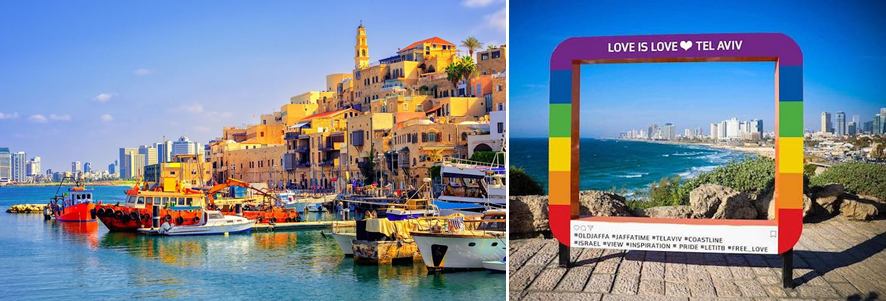 LOVE IS LOVE ❤ TEL AVIV
#OLDJAFFA #JAFFATIME #TELAVIV #COASTLINE
#ISRAEL #VIEW #INSPIRATION # PRIDE #LETITB #FREE_LOVE